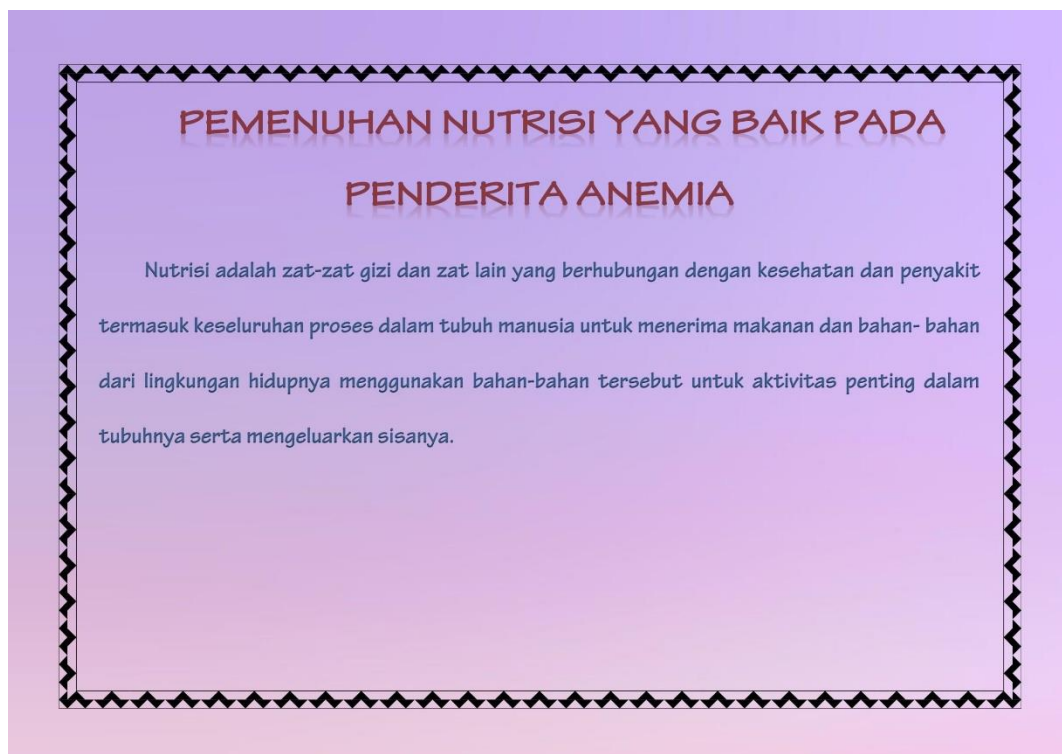 PEMENUHAN NUTRISI YANG BAIK PADA
PENDERITA ANEMIA
Nutrisi adalah zat-zat gizi dan zat lain yang berhubungan dengan kesehatan dan penyakit
termasuk keseluruhan proses dalam tubuh manusia untuk menerima makanan dan bahan- bahan
dari lingkungan hidupnya menggunakan bahan-bahan tersebut untuk aktivitas penting dalam
tubuhnya serta mengeluarkan sisanya.